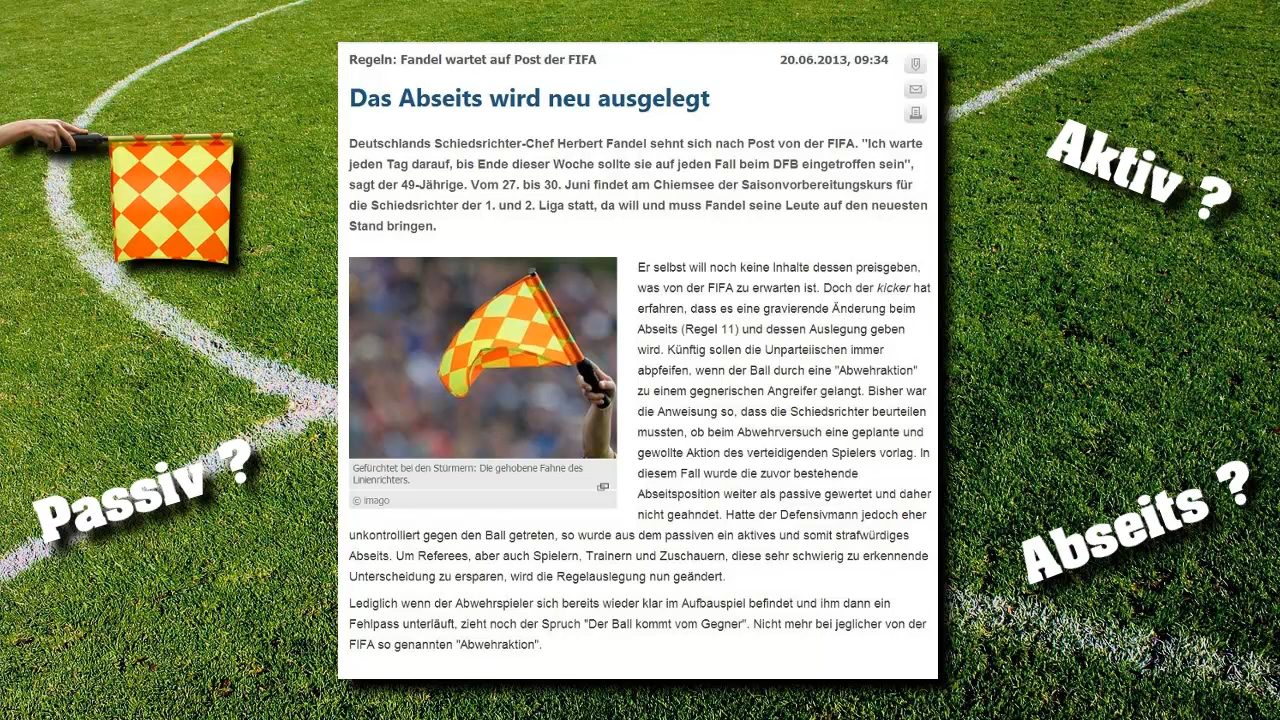 Regeln: Fandel wartet auf Post der FIFA
20.06.2013, 09:34
Das Abseits wird neu ausgelegt
Deutschlands Schiedsrichter-Chef Herbert Fandel sehnt sich nach Post von der FIFA. "Ich warte
jeden Tag darauf, bis Ende dieser Woche sollte sie auf jeden Fall beim DFB eingetroffen sein",
sagt der 49-Jährige. Vom 27. bis 30. Juni findet am Chiemsee der Saisonvorbereitungskurs für
die Schiedsrichter der 1. und 2. Liga statt, da will und muss Fandel seine Leute auf den neuesten
Stand bringen.
Gefürchtet bei den Stürmern: Die gehobene Fahne des
Linienrichters.
© imago
Er selbst will noch keine Inhalte dessen preisgeben,
was von der FIFA zu erwarten ist. Doch der kicker hat
erfahren, dass es eine gravierende Änderung beim
Abseits (Regel 11) und dessen Auslegung geben
wird. Künftig sollen die Unparteiischen immer
abpfeifen, wenn der Ball durch eine "Abwehraktion"
zu einem gegnerischen Angreifer gelangt. Bisher war
die Anweisung so, dass die Schiedsrichter beurteilen
mussten, ob beim Abwehrversuch eine geplante und
gewollte Aktion des verteidigenden Spielers vorlag. In
diesem Fall wurde die zuvor bestehende
Abseitsposition weiter als passive gewertet und daher
nicht geahndet. Hatte der Defensivmann jedoch eher
unkontrolliert gegen den Ball getreten, so wurde aus dem passiven ein aktives und somit strafwürdiges
Abseits. Um Referees, aber auch Spielern, Trainern und Zuschauern, diese sehr schwierig zu erkennende
Unterscheidung zu ersparen, wird die Regelauslegung nun geändert.
Lediglich wenn der Abwehrspieler sich bereits wieder klar im Aufbauspiel befindet und ihm dann ein
Fehlpass unterläuft, zieht noch der Spruch "Der Ball kommt vom Gegner". Nicht mehr bei jeglicher von der
FIFA so genannten "Abwehraktion".
Aktiv ?
Passiv ?
Abseits ?